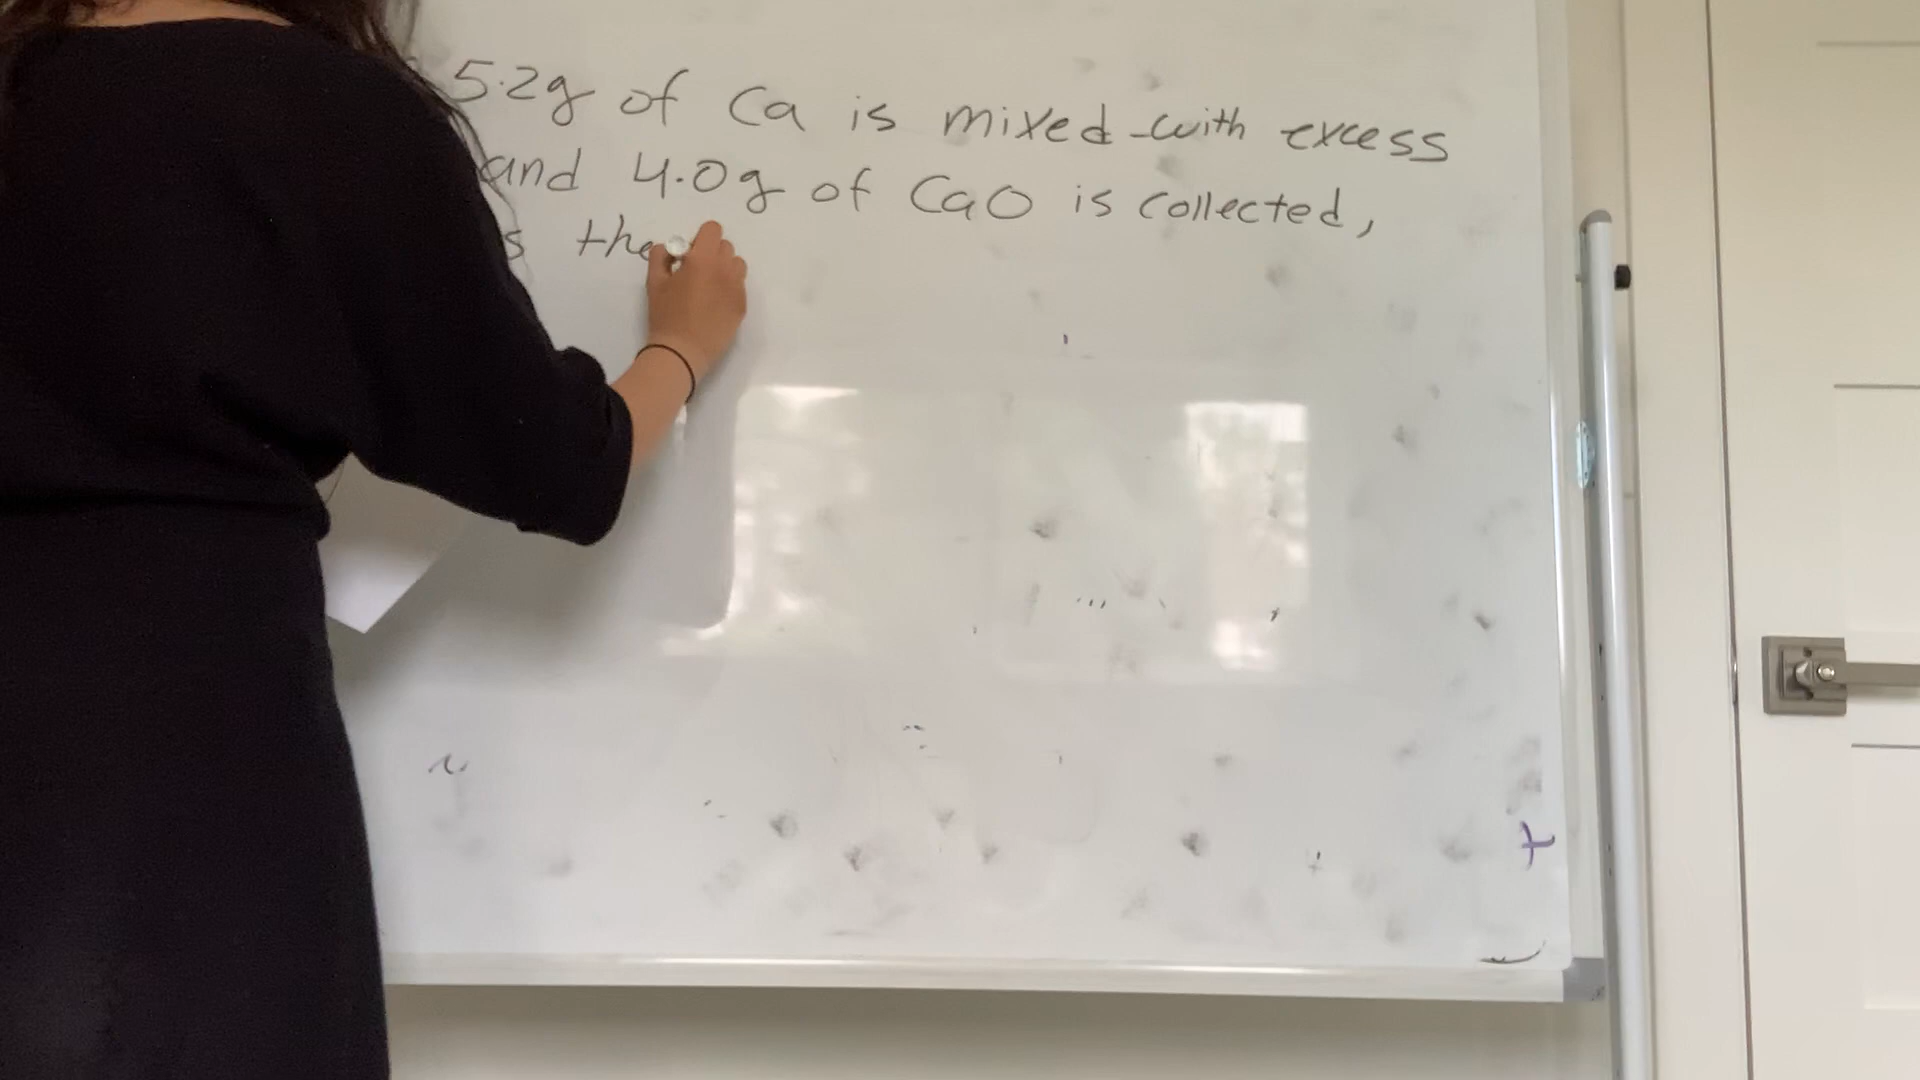 5.2g of Ca is mixed with excess
and 4.0g of CaO is collected,
the